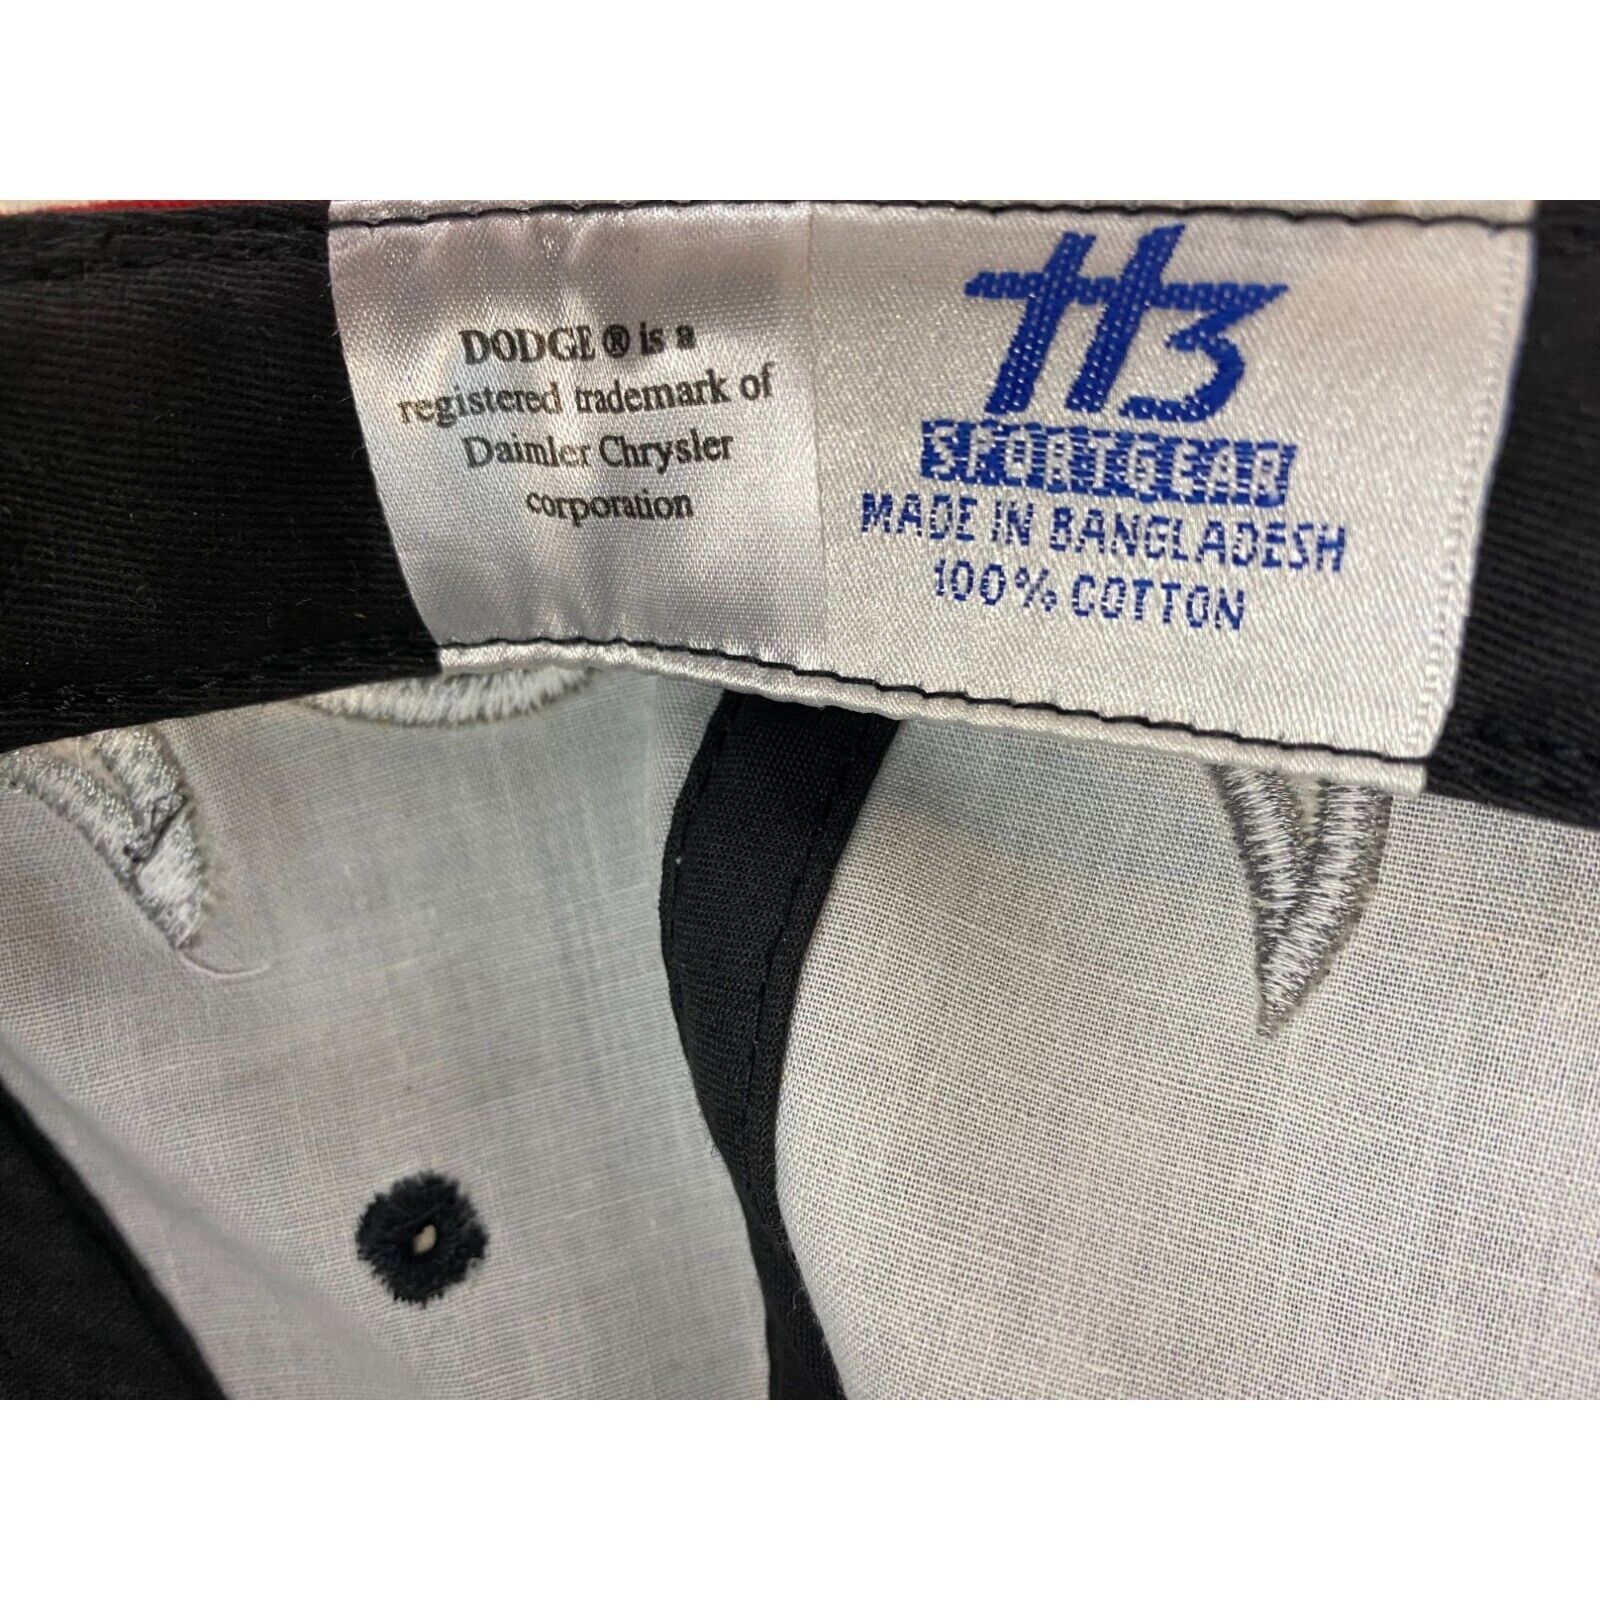 DODGE ® is a
registered trademark of
Daimler Chrysler
corporation
H3
SPORTGEAR
MADE IN BANGLADESH
100% COTTON